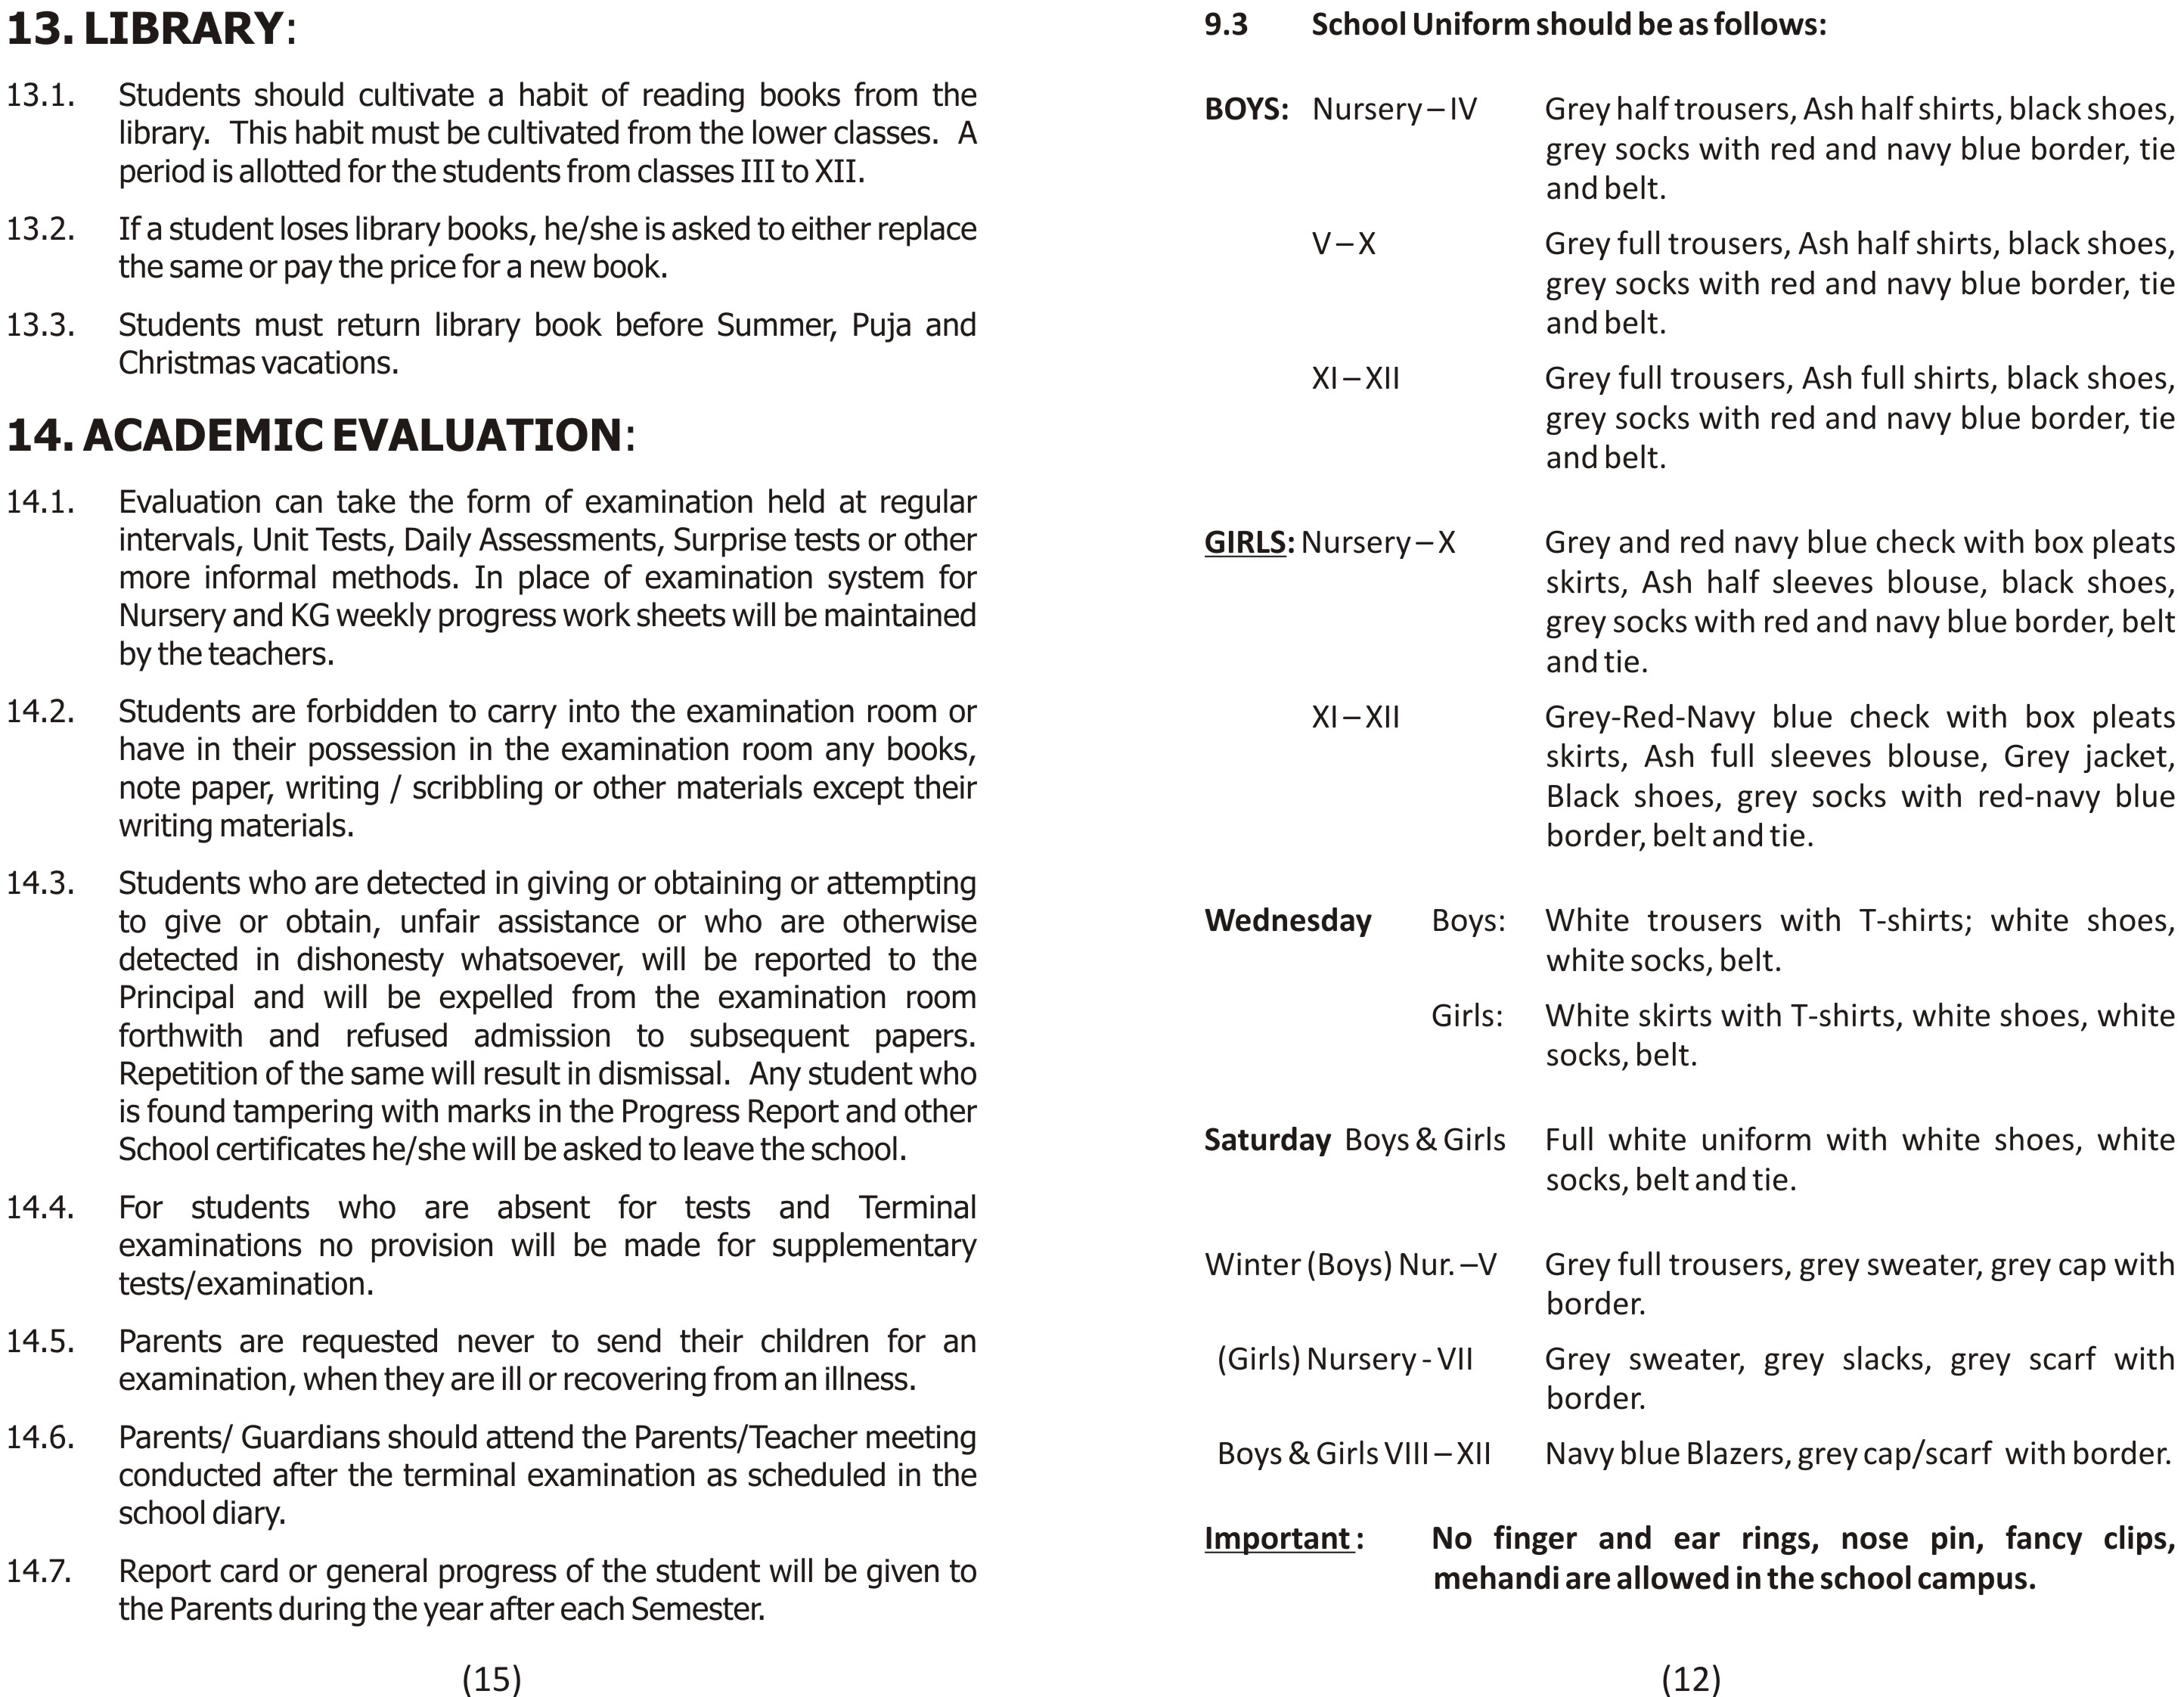 13. LIBRARY:
13.1. Students should cultivate a habit of reading books from the
library. This habit must be cultivated from the lower classes. A
period is allotted for the students from classes III to XII.
13.2. If a student loses library books, he/she is asked to either replace
the same or pay the price for a new book.
13.3. Students must return library book before Summer, Puja and
Christmas vacations.
14. ACADEMIC EVALUATION:
14.1. Evaluation can take the form of examination held at regular
intervals, Unit Tests, Daily Assessments, Surprise tests or other
more informal methods. In place of examination system for
Nursery and KG weekly progress work sheets will be maintained
by the teachers.
14.2. Students are forbidden to carry into the examination room or
have in their possession in the examination room any books,
note paper, writing / scribbling or other materials except their
writing materials.
14.3. Students who are detected in giving or obtaining or attempting
to give or obtain, unfair assistance or who are otherwise
detected in dishonesty whatsoever, will be reported to the
Principal and will be expelled from the examination room
forthwith and refused admission to subsequent papers.
Repetition of the same will result in dismissal. Any student who
is found tampering with marks in the Progress Report and other
School certificates he/she will be asked to leave the school.
14.4. For students who are absent for tests and Terminal
examinations no provision will be made for supplementary
tests/examination.
14.5. Parents are requested never to send their children for an
examination, when they are ill or recovering from an illness.
14.6. Parents/ Guardians should attend the Parents/Teacher meeting
conducted after the terminal examination as scheduled in the
school diary.
14.7. Report card or general progress of the student will be given to
the Parents during the year after each Semester.
(15)
9.3 School Uniform should be as follows:
BOYS: Nursery – IV Grey half trousers, Ash half shirts, black shoes,
grey socks with red and navy blue border, tie
and belt.
V – X Grey full trousers, Ash half shirts, black shoes,
grey socks with red and navy blue border, tie
and belt.
XI – XII Grey full trousers, Ash full shirts, black shoes,
grey socks with red and navy blue border, tie
and belt.
GIRLS: Nursery – X Grey and red navy blue check with box pleats
skirts, Ash half sleeves blouse, black shoes,
grey socks with red and navy blue border, belt
and tie.
XI – XII Grey-Red-Navy blue check with box pleats
skirts, Ash full sleeves blouse, Grey jacket,
Black shoes, grey socks with red-navy blue
border, belt and tie.
Wednesday Boys: White trousers with T-shirts; white shoes,
white socks, belt.
Girls: White skirts with T-shirts, white shoes, white
socks, belt.
Saturday Boys & Girls Full white uniform with white shoes, white
socks, belt and tie.
Winter (Boys) Nur. –V Grey full trousers, grey sweater, grey cap with
border.
(Girls) Nursery - VII Grey sweater, grey slacks, grey scarf with
border.
Boys & Girls VIII – XII Navy blue Blazers, grey cap/scarf with border.
Important : No finger and ear rings, nose pin, fancy clips,
mehandi are allowed in the school campus.
(12)